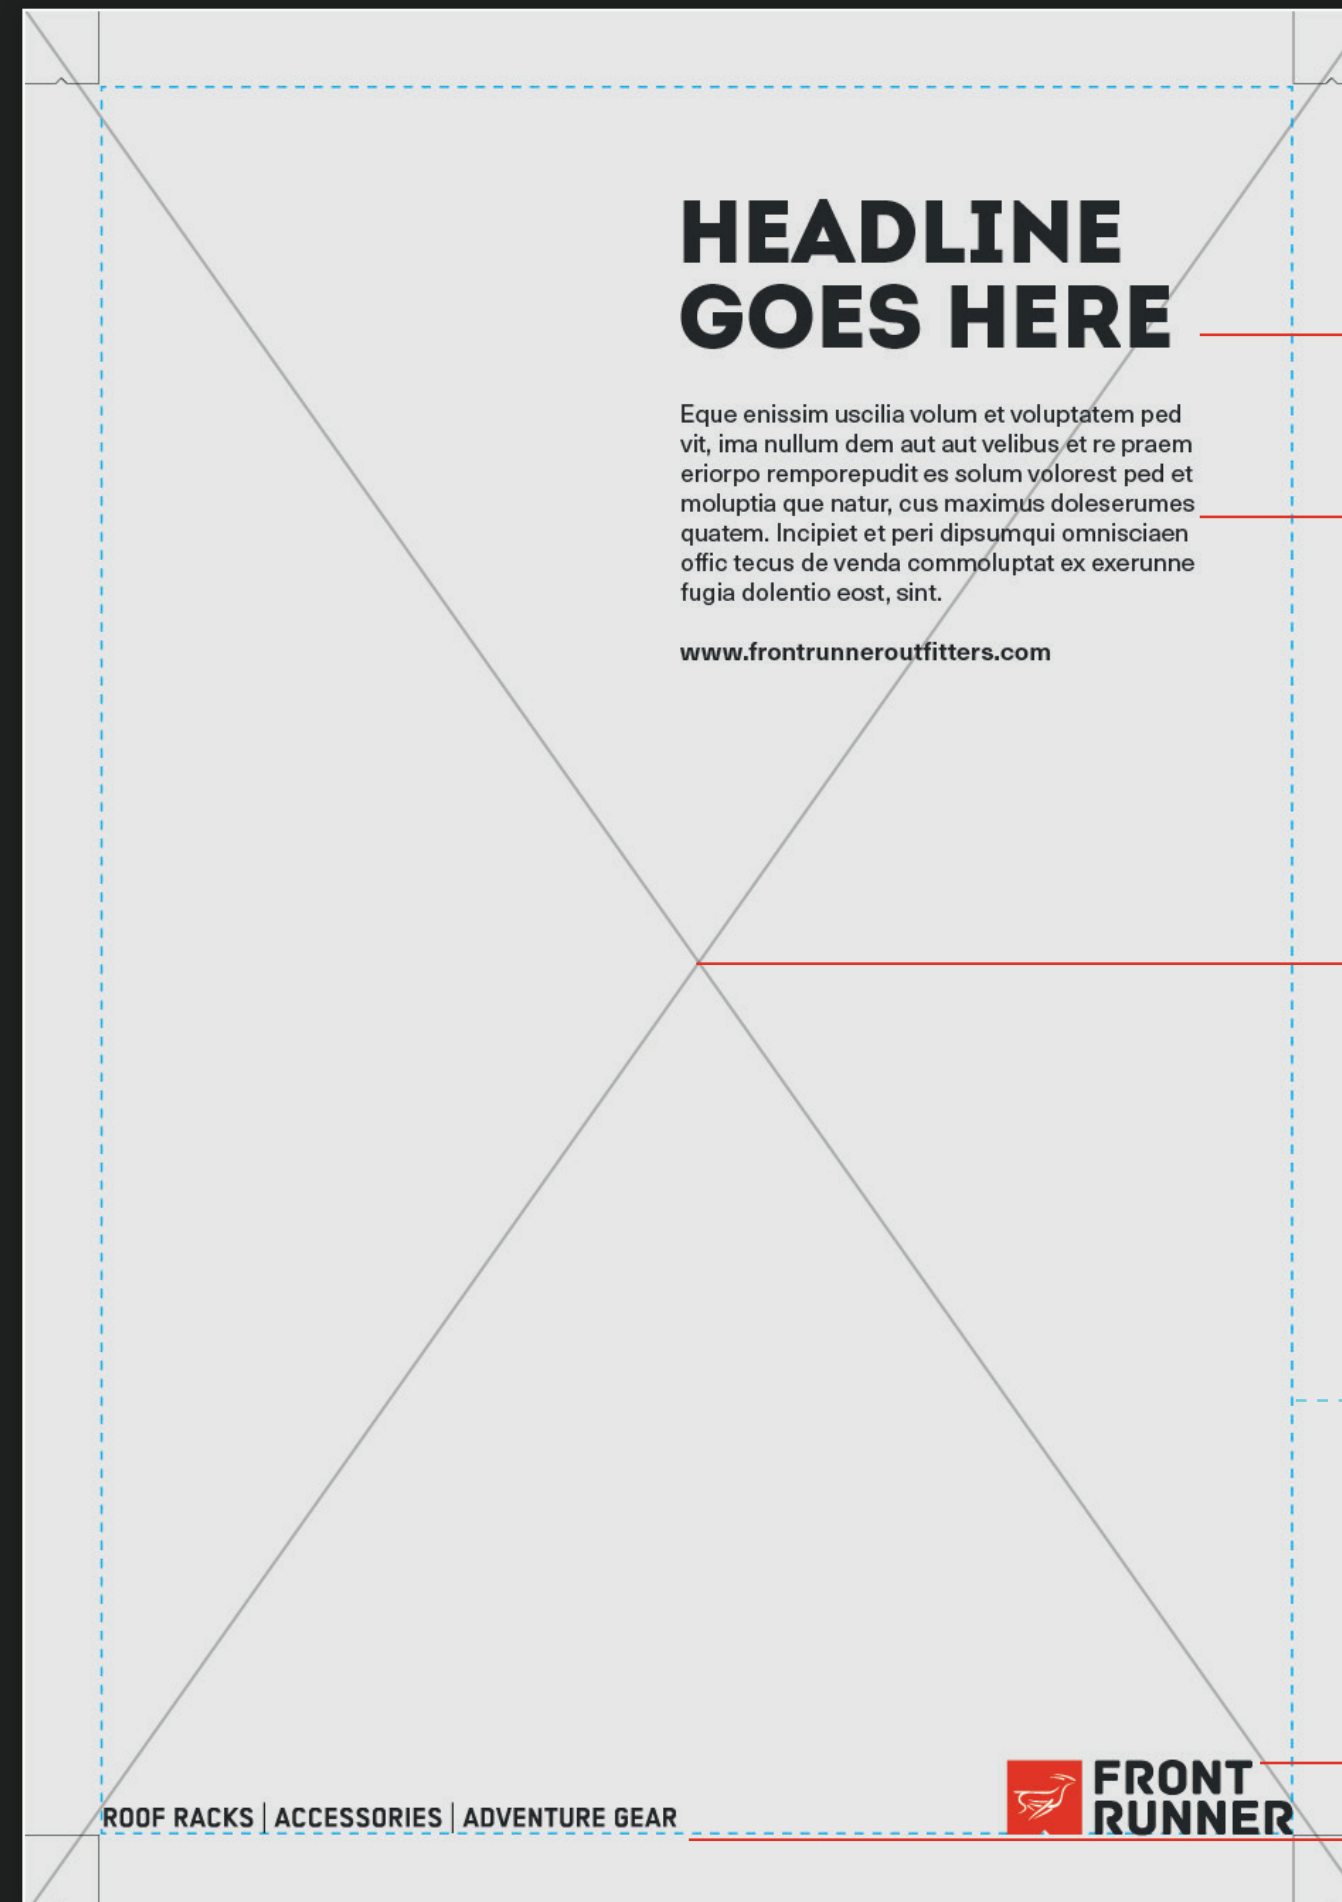 HEADLINE
GOES HERE
Eque enissim uscilia volum et voluptatem ped
vit, ima nullum dem aut aut velibus et re praem
eriorpo remporepudit es solum volorest ped et
moluptia que natur, cus maximus doleserumes
quatem. Incipiet et peri dipsumqui omnisciaen
offic tecus de venda commoluptat ex exerunne
fugia dolentio eost, sint.
www.frontrunneroutfitters.com
ROOF RACKS | ACCESSORIES | ADVENTURE GEAR
FRONT
RUNNER